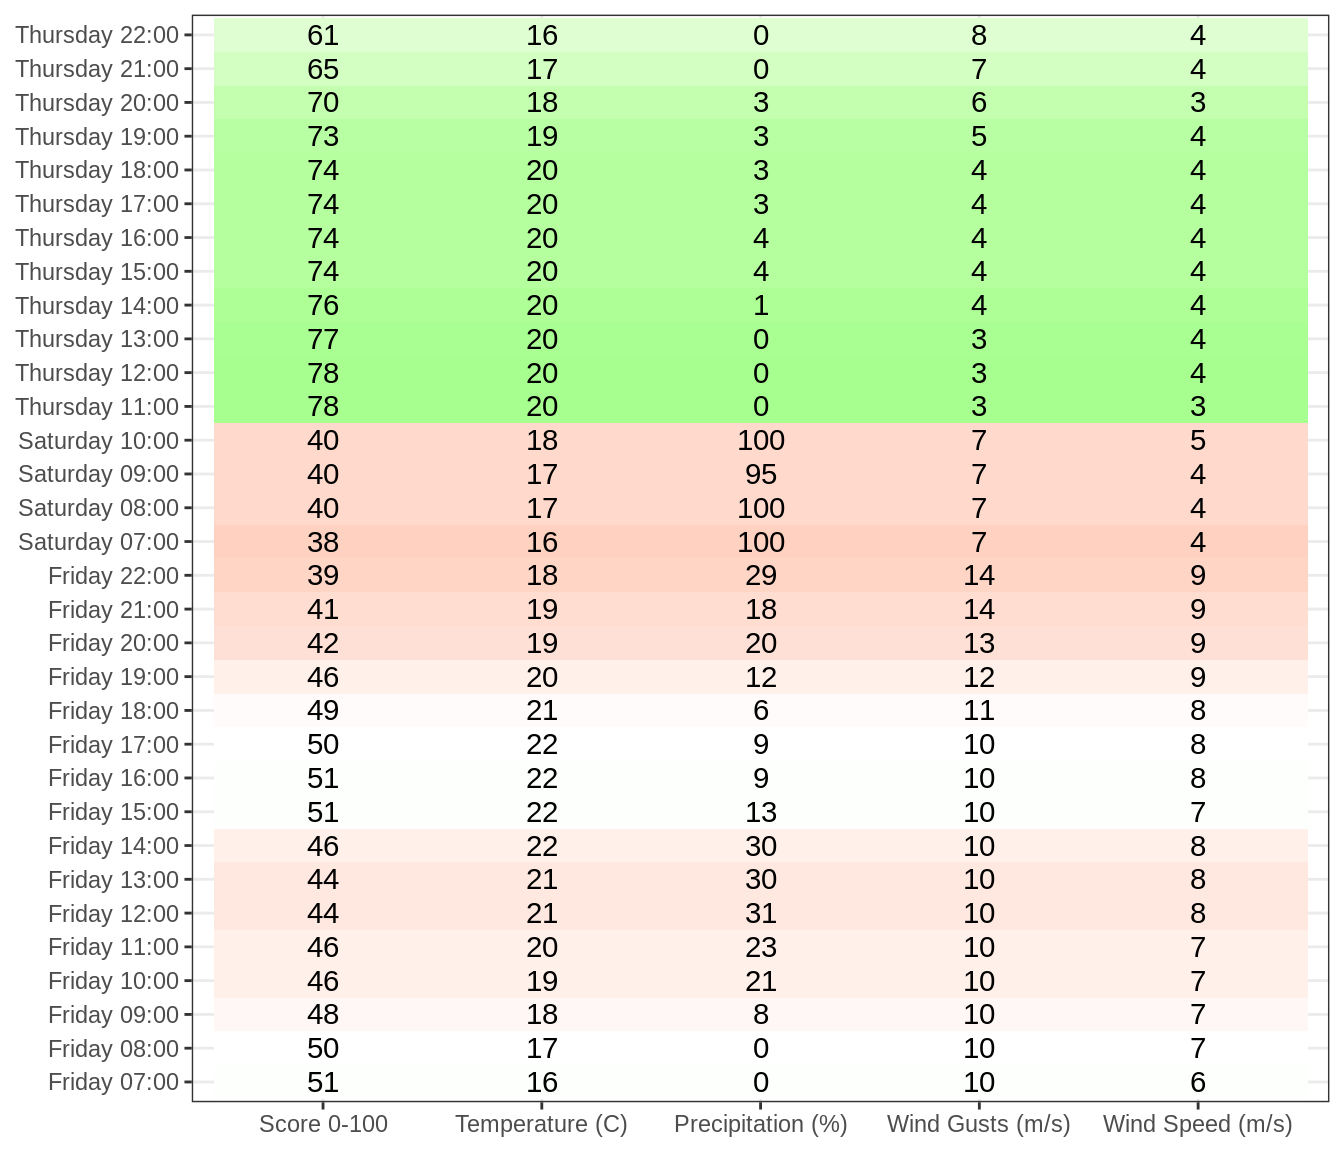 Thursday 22:00 61 16 0 8 4
Thursday 21:00 65 17 0 7 4
Thursday 20:00 70 18 3 6 3
Thursday 19:00 73 19 3 5 4
Thursday 18:00 74 20 3 4 4
Thursday 17:00 74 20 3 4 4
Thursday 16:00 74 20 4 4 4
Thursday 15:00 74 20 4 4 4
Thursday 14:00 76 20 1 4 4
Thursday 13:00 77 20 0 3 4
Thursday 12:00 78 20 0 3 4
Thursday 11:00 78 20 0 3 3
Saturday 10:00 40 18 100 7 5
Saturday 09:00 40 17 95 7 4
Saturday 08:00 40 17 100 7 4
Saturday 07:00 38 16 100 7 4
Friday 22:00 39 18 29 14 9
Friday 21:00 41 19 18 14 9
Friday 20:00 42 19 20 13 9
Friday 19:00 46 20 12 12 9
Friday 18:00 49 21 6 11 8
Friday 17:00 50 22 9 10 8
Friday 16:00 51 22 9 10 8
Friday 15:00 51 22 13 10 7
Friday 14:00 46 22 30 10 8
Friday 13:00 44 21 30 10 8
Friday 12:00 44 21 31 10 8
Friday 11:00 46 20 23 10 7
Friday 10:00 46 19 21 10 7
Friday 09:00 48 18 8 10 7
Friday 08:00 50 17 0 10 7
Friday 07:00 51 16 0 10 6
Score 0-100 Temperature (C) Precipitation (%) Wind Gusts (m/s) Wind Speed (m/s)